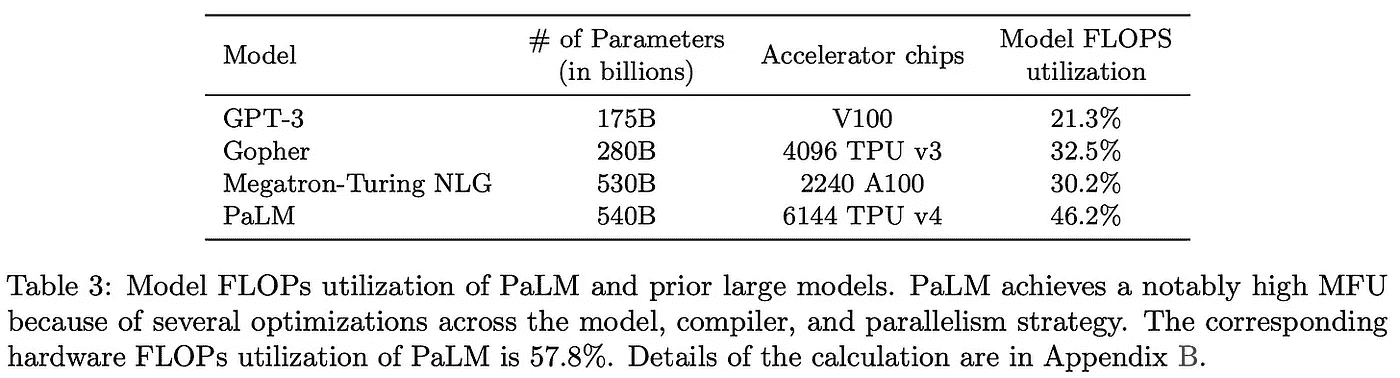 Model # of Parameters (in billions) Accelerator chips Model FLOPS utilization
GPT-3 175B V100 21.3%
Gopher 280B 4096 TPU v3 32.5%
Megatron-Turing NLG 530B 2240 A100 30.2%
PaLM 540B 6144 TPU v4 46.2%
Table 3: Model FLOPs utilization of PaLM and prior large models. PaLM achieves a notably high MFU
because of several optimizations across the model, compiler, and parallelism strategy. The corresponding
hardware FLOPs utilization of PaLM is 57.8%. Details of the calculation are in Appendix B.